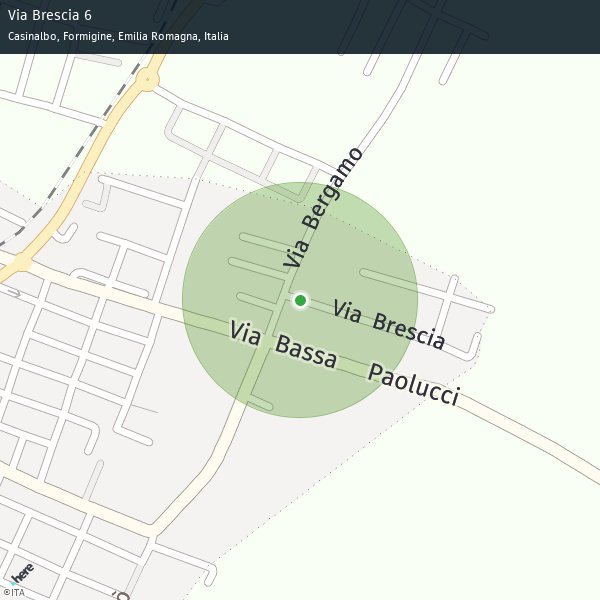 Via Brescia 6
Casinalbo, Formigine, Emilia Romagna, Italia
Via Bergamo
Via Brescia
Via Bassa Paolucci
here
©ITA